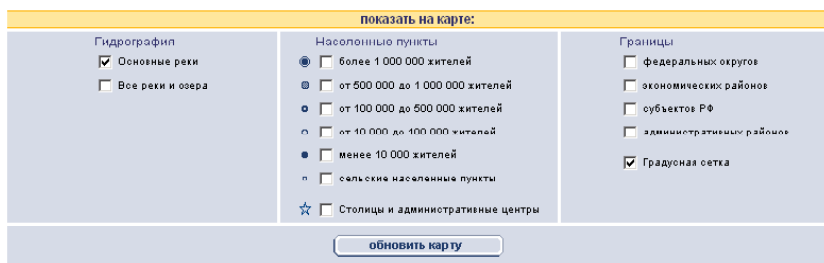 показать на карте:
Гидрография
Основные реки
Все реки и озера
Населенные пункты
более 1 000 000 жителей
от 500 000 до 1 000 000 жителей
от 100 000 до 500 000 жителей
от 10 000 до 100 000 жителей
менее 10 000 жителей
сельские населенные пункты
Столицы и административные центры
Границы
федеральных округов
экономических районов
субъектов РФ
административных районов
Градусная сетка
обновить карту